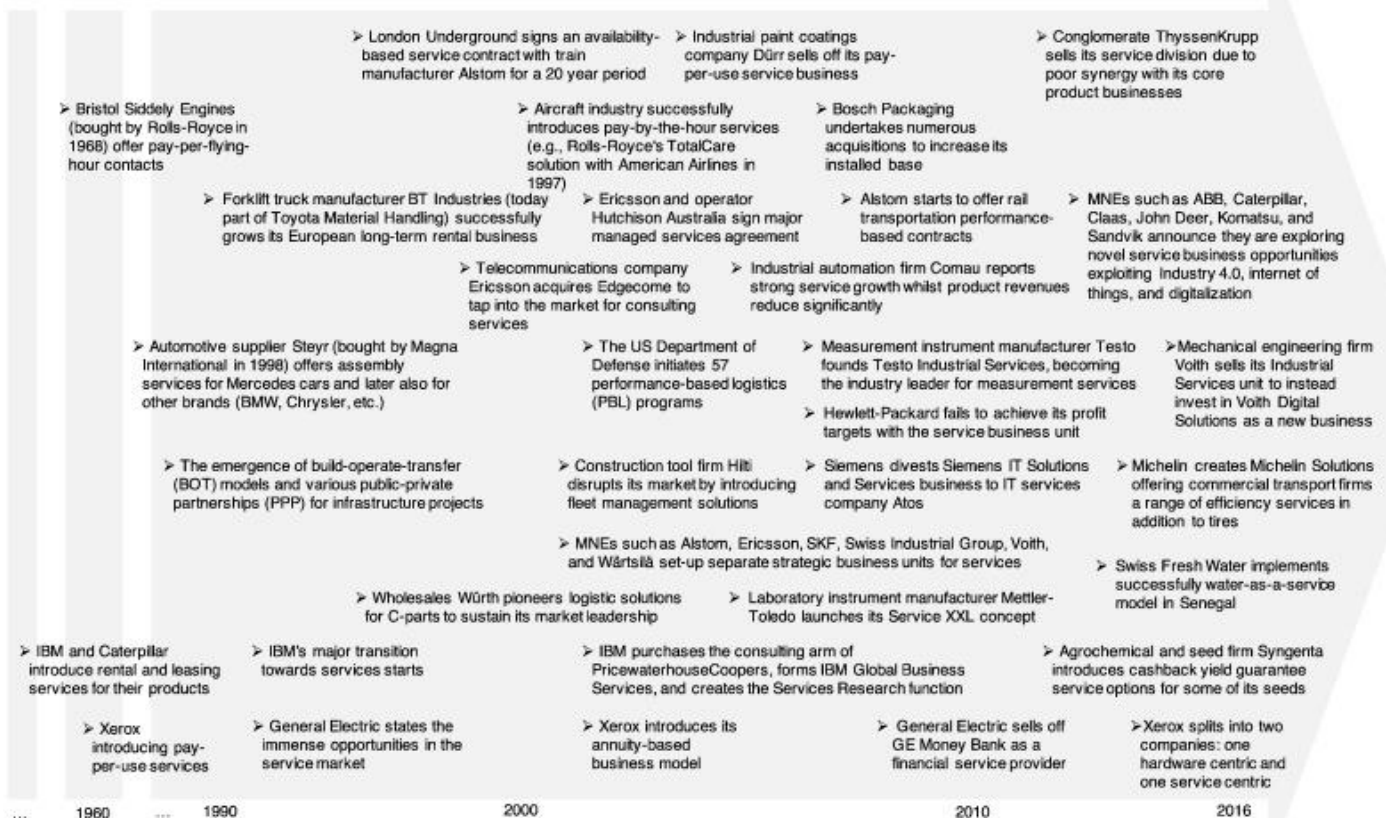 ➤ London Underground signs an availability-
based service contract with train
manufacturer Alstom for a 20 year period
➤ Industrial paint coatings
company Dürr sells off its pay-
per-use service business
➤ Conglomerate ThyssenKrupp
sells its service division due to
poor synergy with its core
product businesses
➤ Bristol Siddely Engines
(bought by Rolls-Royce in
1968) offer pay-per-flying-
hour contacts
➤ Aircraft industry successfully
introduces pay-by-the-hour services
(e.g., Rolls-Royce's TotalCare
solution with American Airlines in
1997)
➤ Bosch Packaging
undertakes numerous
acquisitions to increase its
installed base
➤ Forklift truck manufacturer BT Industries (today
part of Toyota Material Handling) successfully
grows its European long-term rental business
➤ Ericsson and operator
Hutchison Australia sign major
managed services agreement
➤ Alstom starts to offer rail
transportation performance-
based contracts
➤ MNEs such as ABB, Caterpillar,
Claas, John Deer, Komatsu, and
Sandvik announce they are exploring
novel service business opportunities
exploiting Industry 4.0, internet of
things, and digitalization
➤ Telecommunications company
Ericsson acquires Edgecome to
tap into the market for consulting
services
➤ Industrial automation firm Comau reports
strong service growth whilst product revenues
reduce significantly
➤ Automotive supplier Steyr (bought by Magna
International in 1998) offers assembly
services for Mercedes cars and later also for
other brands (BMW, Chrysler, etc.)
➤ The US Department of
Defense initiates 57
performance-based logistics
(PBL) programs
➤ Measurement instrument manufacturer Testo
founds Testo Industrial Services, becoming
the industry leader for measurement services
➤ Hewlett-Packard fails to achieve its profit
targets with the service business unit
➤Mechanical engineering firm
Voith sells its Industrial
Services unit to instead
invest in Voith Digital
Solutions as a new business
➤ The emergence of build-operate-transfer
(BOT) models and various public-private
partnerships (PPP) for infrastructure projects
➤ Construction tool firm Hilti
disrupts its market by introducing
fleet management solutions
➤ Siemens divests Siemens IT Solutions
and Services business to IT services
company Atos
➤ Michelin creates Michelin Solutions
offering commercial transport firms
a range of efficiency services in
addition to tires
➤ MNEs such as Alstom, Ericsson, SKF, Swiss Industrial Group, Voith,
and Wärtsilä set-up separate strategic business units for services
➤ Swiss Fresh Water implements
successfully water-as-a-service
model in Senegal
➤ Wholesales Würth pioneers logistic solutions
for C-parts to sustain its market leadership
➤ Laboratory instrument manufacturer Mettler-
Toledo launches its Service XXL concept
➤ IBM and Caterpillar
introduce rental and leasing
services for their products
➤ IBM's major transition
towards services starts
➤ IBM purchases the consulting arm of
PricewaterhouseCoopers, forms IBM Global Business
Services, and creates the Services Research function
➤ Agrochemical and seed firm Syngenta
introduces cashback yield guarantee
service options for some of its seeds
➤ Xerox
introducing pay-
per-use services
➤ General Electric states the
immense opportunities in the
service market
➤ Xerox introduces its
annuity-based
business model
➤ General Electric sells off
GE Money Bank as a
financial service provider
➤Xerox splits into two
companies: one
hardware centric and
one service centric
... 1960 ... 1990 2000 2010 2016